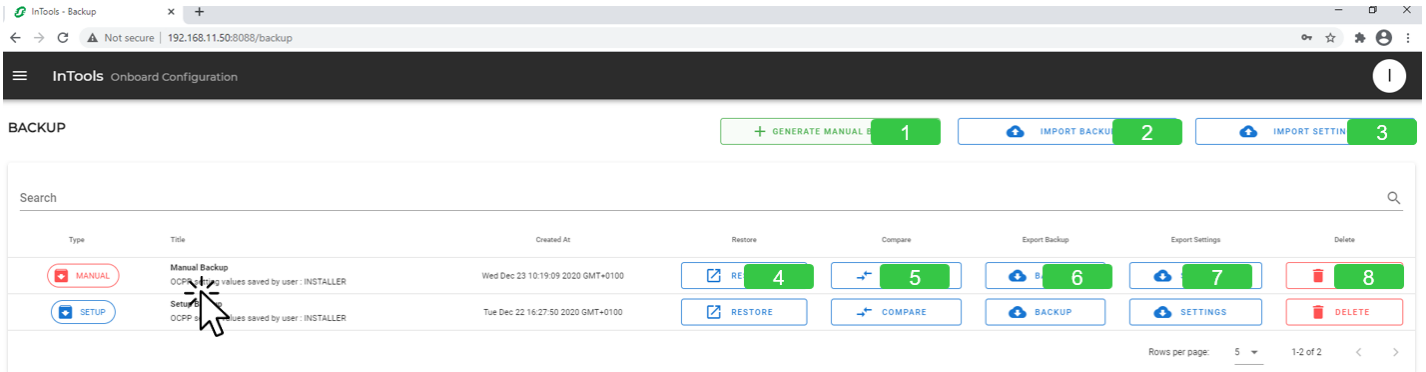 InTools - Backup
Not secure | 192.168.11.50:8088/backup
InTools Onboard Configuration
I
BACKUP
GENERATE MANUAL 1
IMPORT 2
IMPORT 3
Search
Type Title Created At Restore Compare Export Backup Export Settings Delete
MANUAL
Manual Backup
OCPP setting values saved by user : INSTALLER
Wed Dec 23 10:19:09 2020 GMT+0100
4
5
6
7
8
SETUP
Setup
OCPP values saved by user : INSTALLER
Tue Dec 22 16:27:50 2020 GMT+0100
RESTORE
COMPARE
BACKUP
SETTINGS
DELETE
Rows per page: 5 1-2 of 2